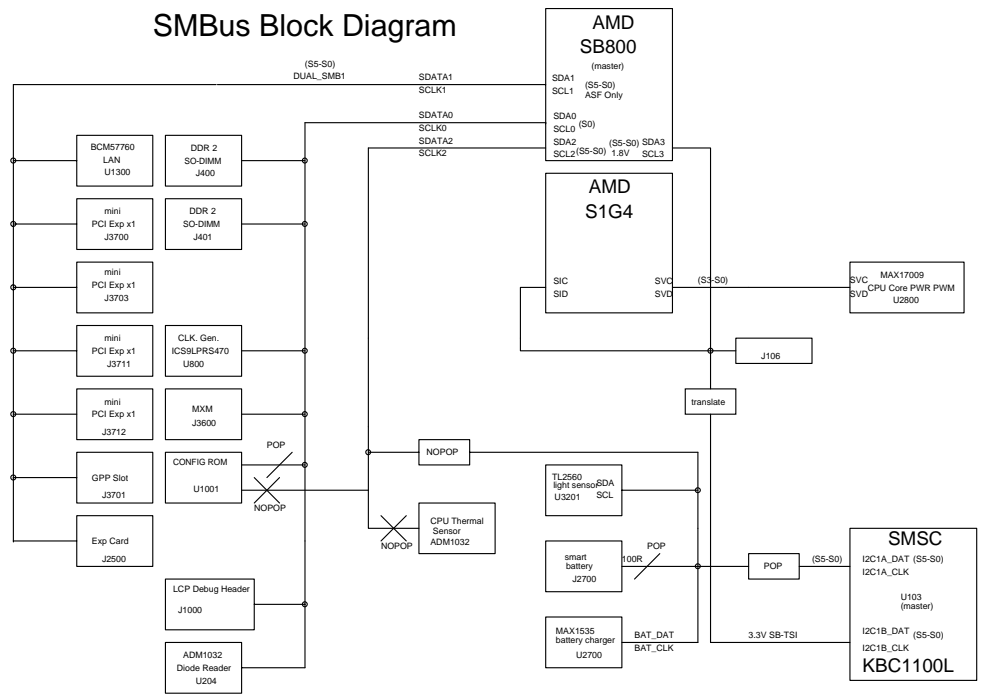 SMBus Block Diagram
AMD
SB800
(master)
SDA1
SCL1
(S5-S0)
ASF Only
SDA0
SCL0
(S0)
SDA2
SCL2
(S5-S0)
(S5-S0)
1.8V
SDA3
SCL3
(S5-S0)
DUAL_SMB1
SDATA1
SCLK1
SDATA0
SCLK0
SDATA2
SCLK2
BCM57760
LAN
U1300
DDR 2
SO-DIMM
J400
mini
PCI Exp x1
J3700
DDR 2
SO-DIMM
J401
mini
PCI Exp x1
J3703
mini
PCI Exp x1
J3711
CLK. Gen.
ICS9LPRS470
U800
mini
PCI Exp x1
J3712
MXM
J3600
GPP Slot
J3701
CONFIG ROM
U1001
POP
NOPOP
Exp Card
J2500
LCP Debug Header
J1000
ADM1032
Diode Reader
U204
AMD
S1G4
SIC
SID
SVC
SVD
(S3-S0)
SVC
SVD
MAX17009
CPU Core PWR PWM
U2800
J106
translate
NOPOP
NOPOP
CPU Thermal
Sensor
ADM1032
TL2560
light sensor
U3201
SDA
SCL
smart
battery
J2700
100R
POP
MAX1535
battery charger
U2700
BAT_DAT
BAT_CLK
POP
(S5-S0)
3.3V SB-TSI
SMSC
I2C1A_DAT (S5-S0)
I2C1A_CLK
U103
(master)
I2C1B_DAT (S5-S0)
I2C1B_CLK
KBC1100L